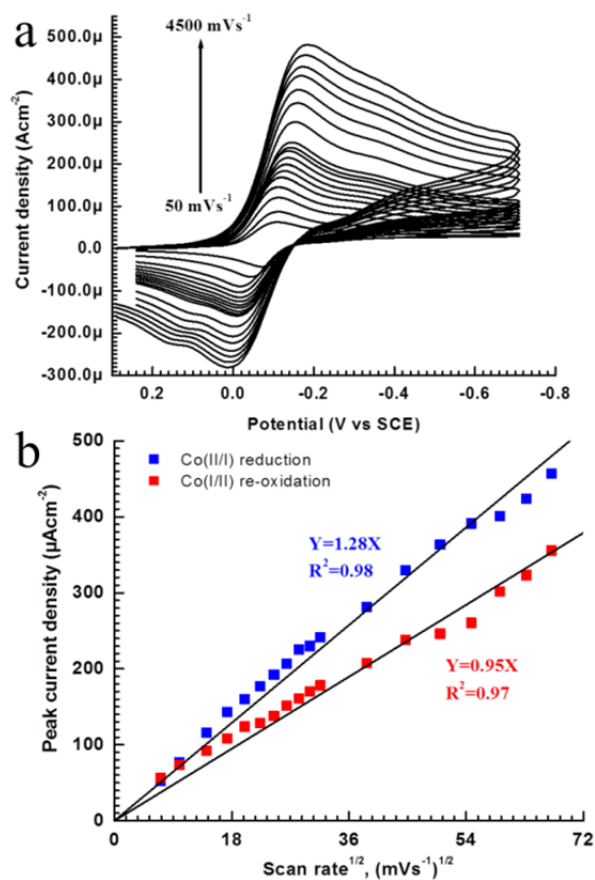 a
4500 mVs-1
50 mVs-1
Current density (Acm-2)
500.0µ
400.0µ
300.0µ
200.0µ
100.0µ
0.0
-100.0µ
-200.0µ
-300.0µ
0.2 0.0 -0.2 -0.4 -0.6 -0.8
Potential (V vs SCE)
b
Co(II/I) reduction
Co(I/II) re-oxidation
Y=1.28X
R2=0.98
Y=0.95X
R2=0.97
Peak current density (µAcm-2)
500
400
300
200
100
0
0 18 36 54 72
Scan rate1/2, (mVs-1)1/2